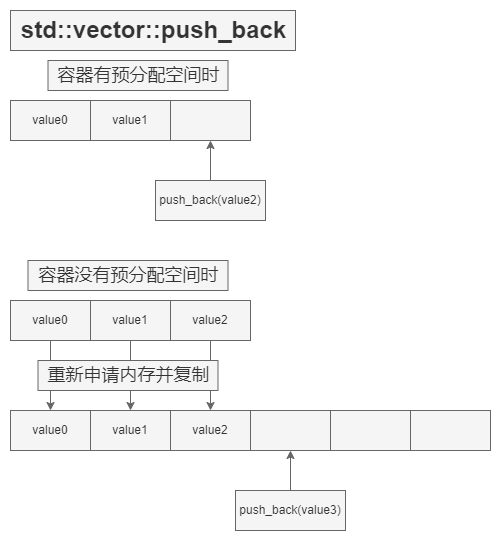 std::vector::push_back
容器有预分配空间时
value0 value1
push_back(value2)
容器没有预分配空间时
value0 value1 value2
重新申请内存并复制
value0 value1 value2
push_back(value3)